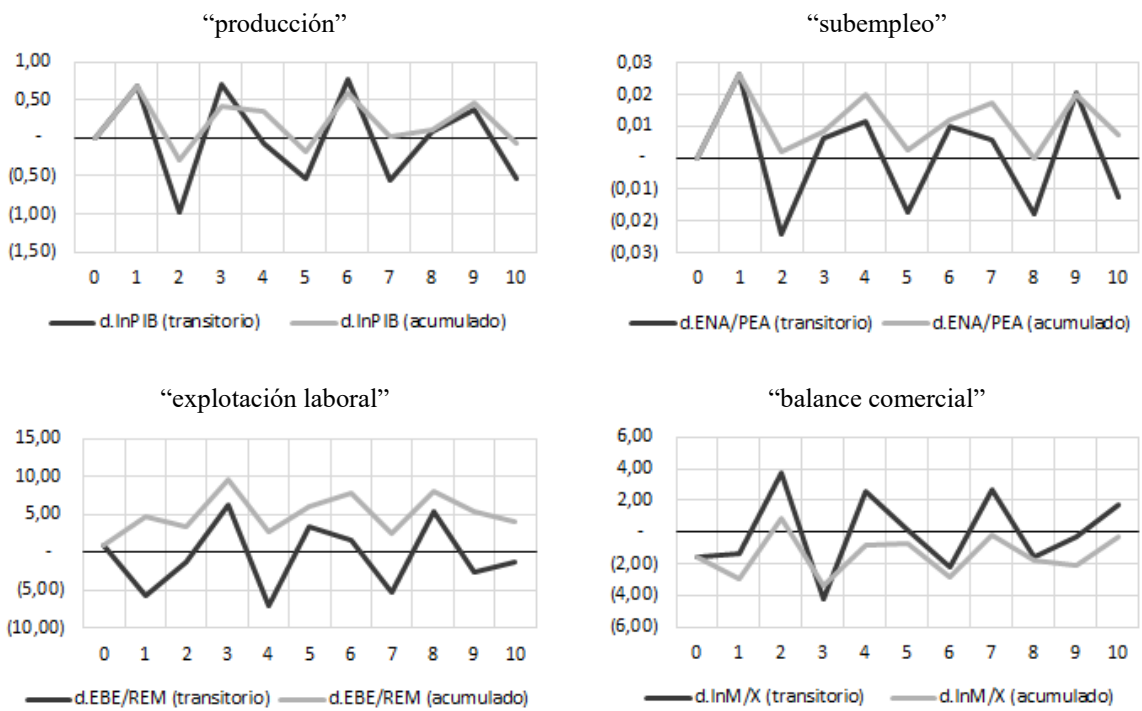 “producción”
1,00
0,50
-
(0,50)
(1,00)
(1,50)
0 1 2 3 4 5 6 7 8 9 10
d.lnPIB (transitorio) d.lnPIB (acumulado)
“subempleo”
0,03
0,02
0,01
-
(0,01)
(0,02)
(0,03)
0 1 2 3 4 5 6 7 8 9 10
d.ENA/PEA (transitorio) d.ENA/PEA (acumulado)
“explotación laboral”
15,00
10,00
5,00
-
(5,00)
(10,00)
0 1 2 3 4 5 6 7 8 9 10
d.EBE/REM (transitorio) d.EBE/REM (acumulado)
“balance comercial”
6,00
4,00
2,00
-
(2,00)
(4,00)
(6,00)
0 1 2 3 4 5 6 7 8 9 10
d.lnM/X (transitorio) d.lnM/X (acumulado)